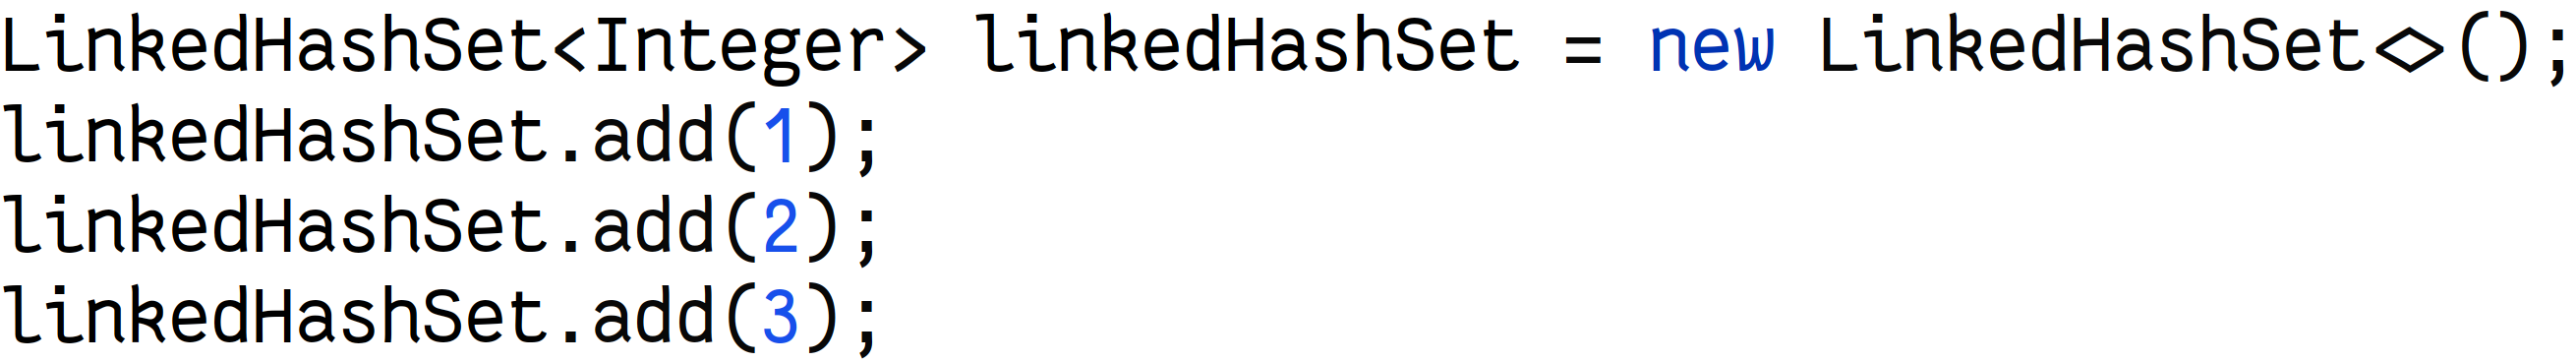 LinkedHashSet<Integer> linkedHashSet = new LinkedHashSet<>();
linkedHashSet.add(1);
linkedHashSet.add(2);
linkedHashSet.add(3);